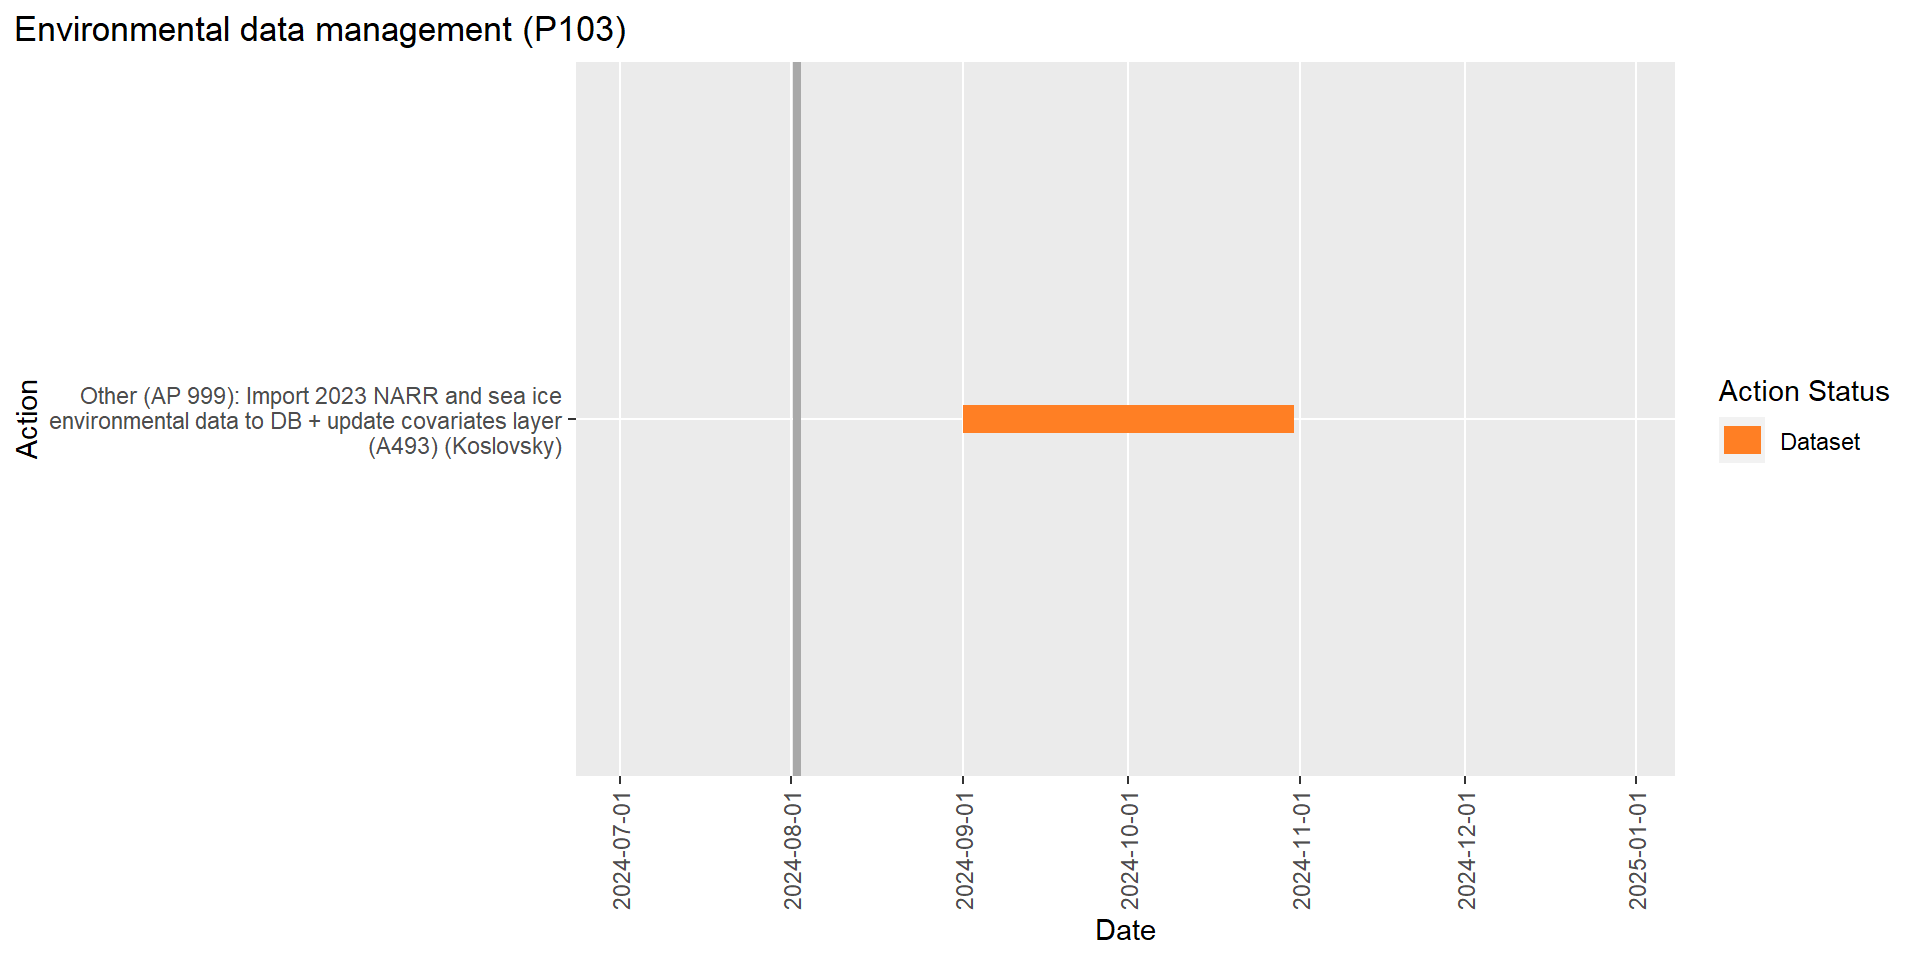 Environmental data management (P103)
Action
Other (AP 999): Import 2023 NARR and sea ice
environmental data to DB + update covariates layer
(A493) (Koslovsky)
Action Status
Dataset
2024-07-01
2024-08-01
2024-09-01
2024-10-01
2024-11-01
2024-12-01
2025-01-01
Date